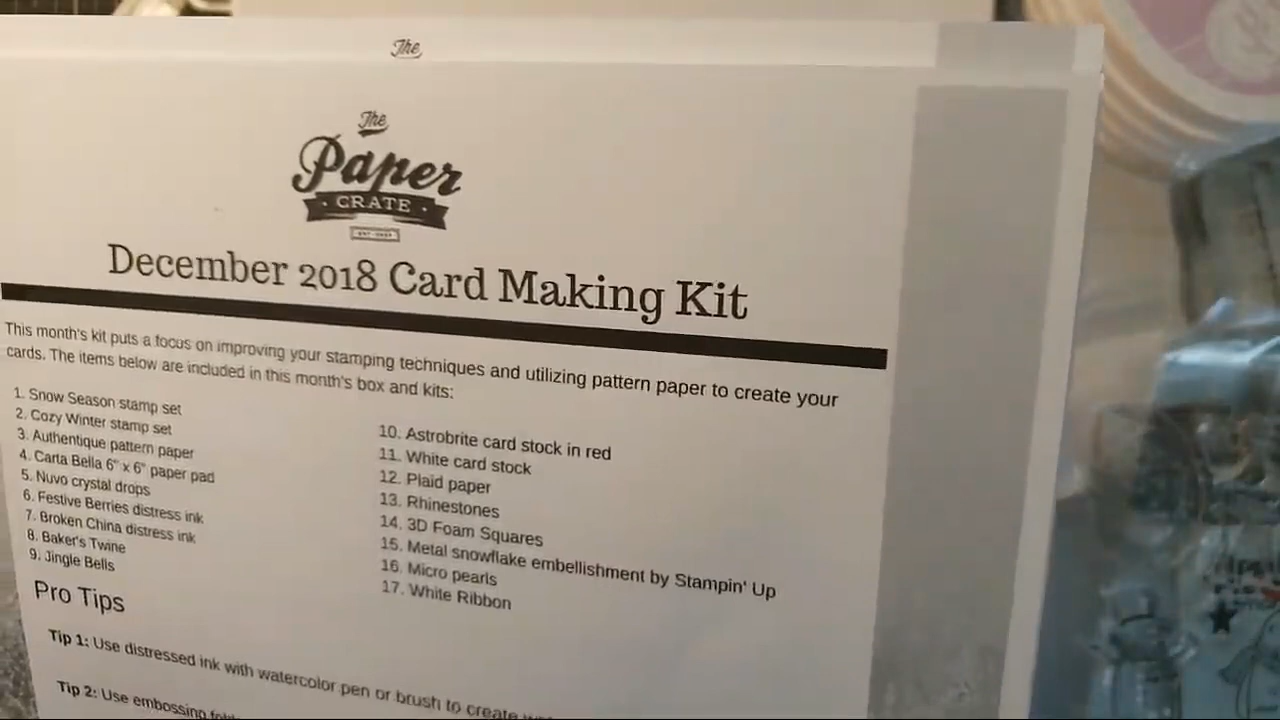 The
The
Paper
CRATE
December 2018 Card Making Kit
This month's kit puts a focus on improving your stamping techniques and utilizing pattern paper to create your
cards. The items below are included in this month's box and kits:
1. Snow Season stamp set
2. Cozy Winter stamp set
3. Authentique pattern paper
4. Carta Bella 6" x 6" paper pad
5. Nuvo crystal drops
6. Festive Berries distress ink
7. Broken China distress ink
8. Baker's Twine
9. Jingle Bells
10. Astrobrite card stock in red
11. White card stock
12. Plaid paper
13. Rhinestones
14. 3D Foam Squares
15. Metal snowflake embellishment by Stampin' Up
16. Micro pearls
17. White Ribbon
Pro Tips
Tip 1: Use distressed ink with watercolor pen or brush to create
Tip 2: Use embossing